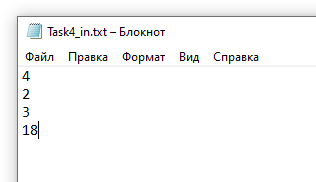 Task4_in.txt – Блокнот
Файл Правка Формат Вид Справка
4
2
3
18